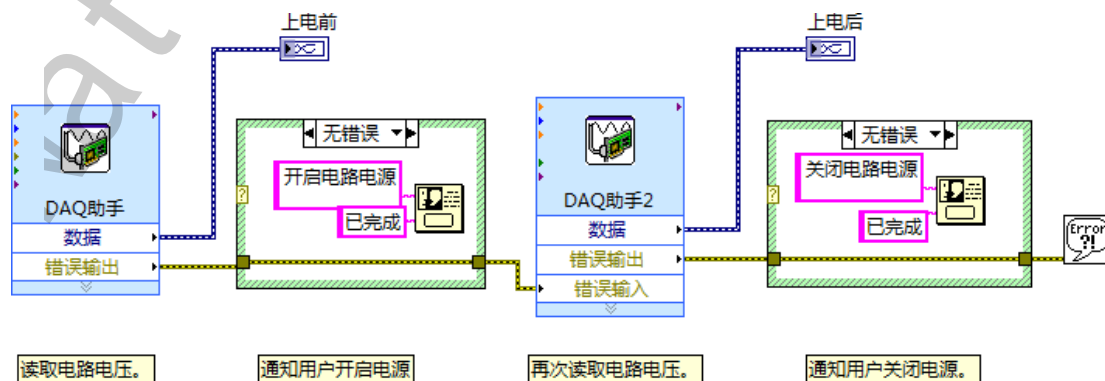 上电前
上电后
无错误
开启电路电源
已完成
DAQ助手
数据
错误输出
DAQ助手2
数据
错误输出
错误输入
无错误
关闭电路电源
已完成
Error
?!
?
?
读取电路电压。
通知用户开启电源
再次读取电路电压。
通知用户关闭电源。